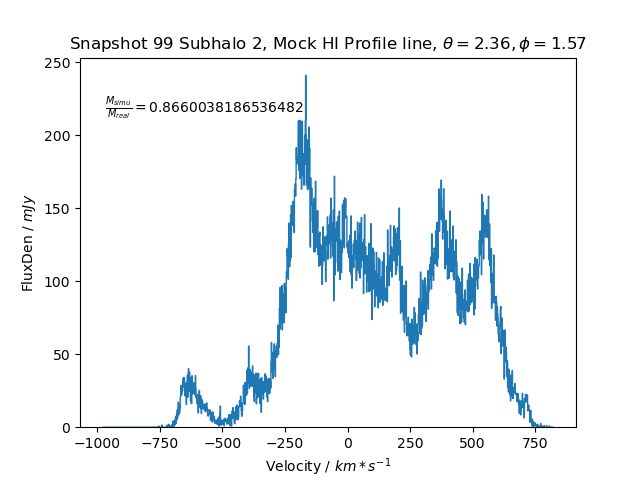 Snapshot 99 Subhalo 2, Mock HI Profile line, θ = 2.36, ϕ = 1.57
250
200
150
100
50
0
M_simu/M_real = 0.8660038186536482
FluxDen / mJy
−1000 −750 −500 −250 0 250 500 750
Velocity / km * s⁻¹